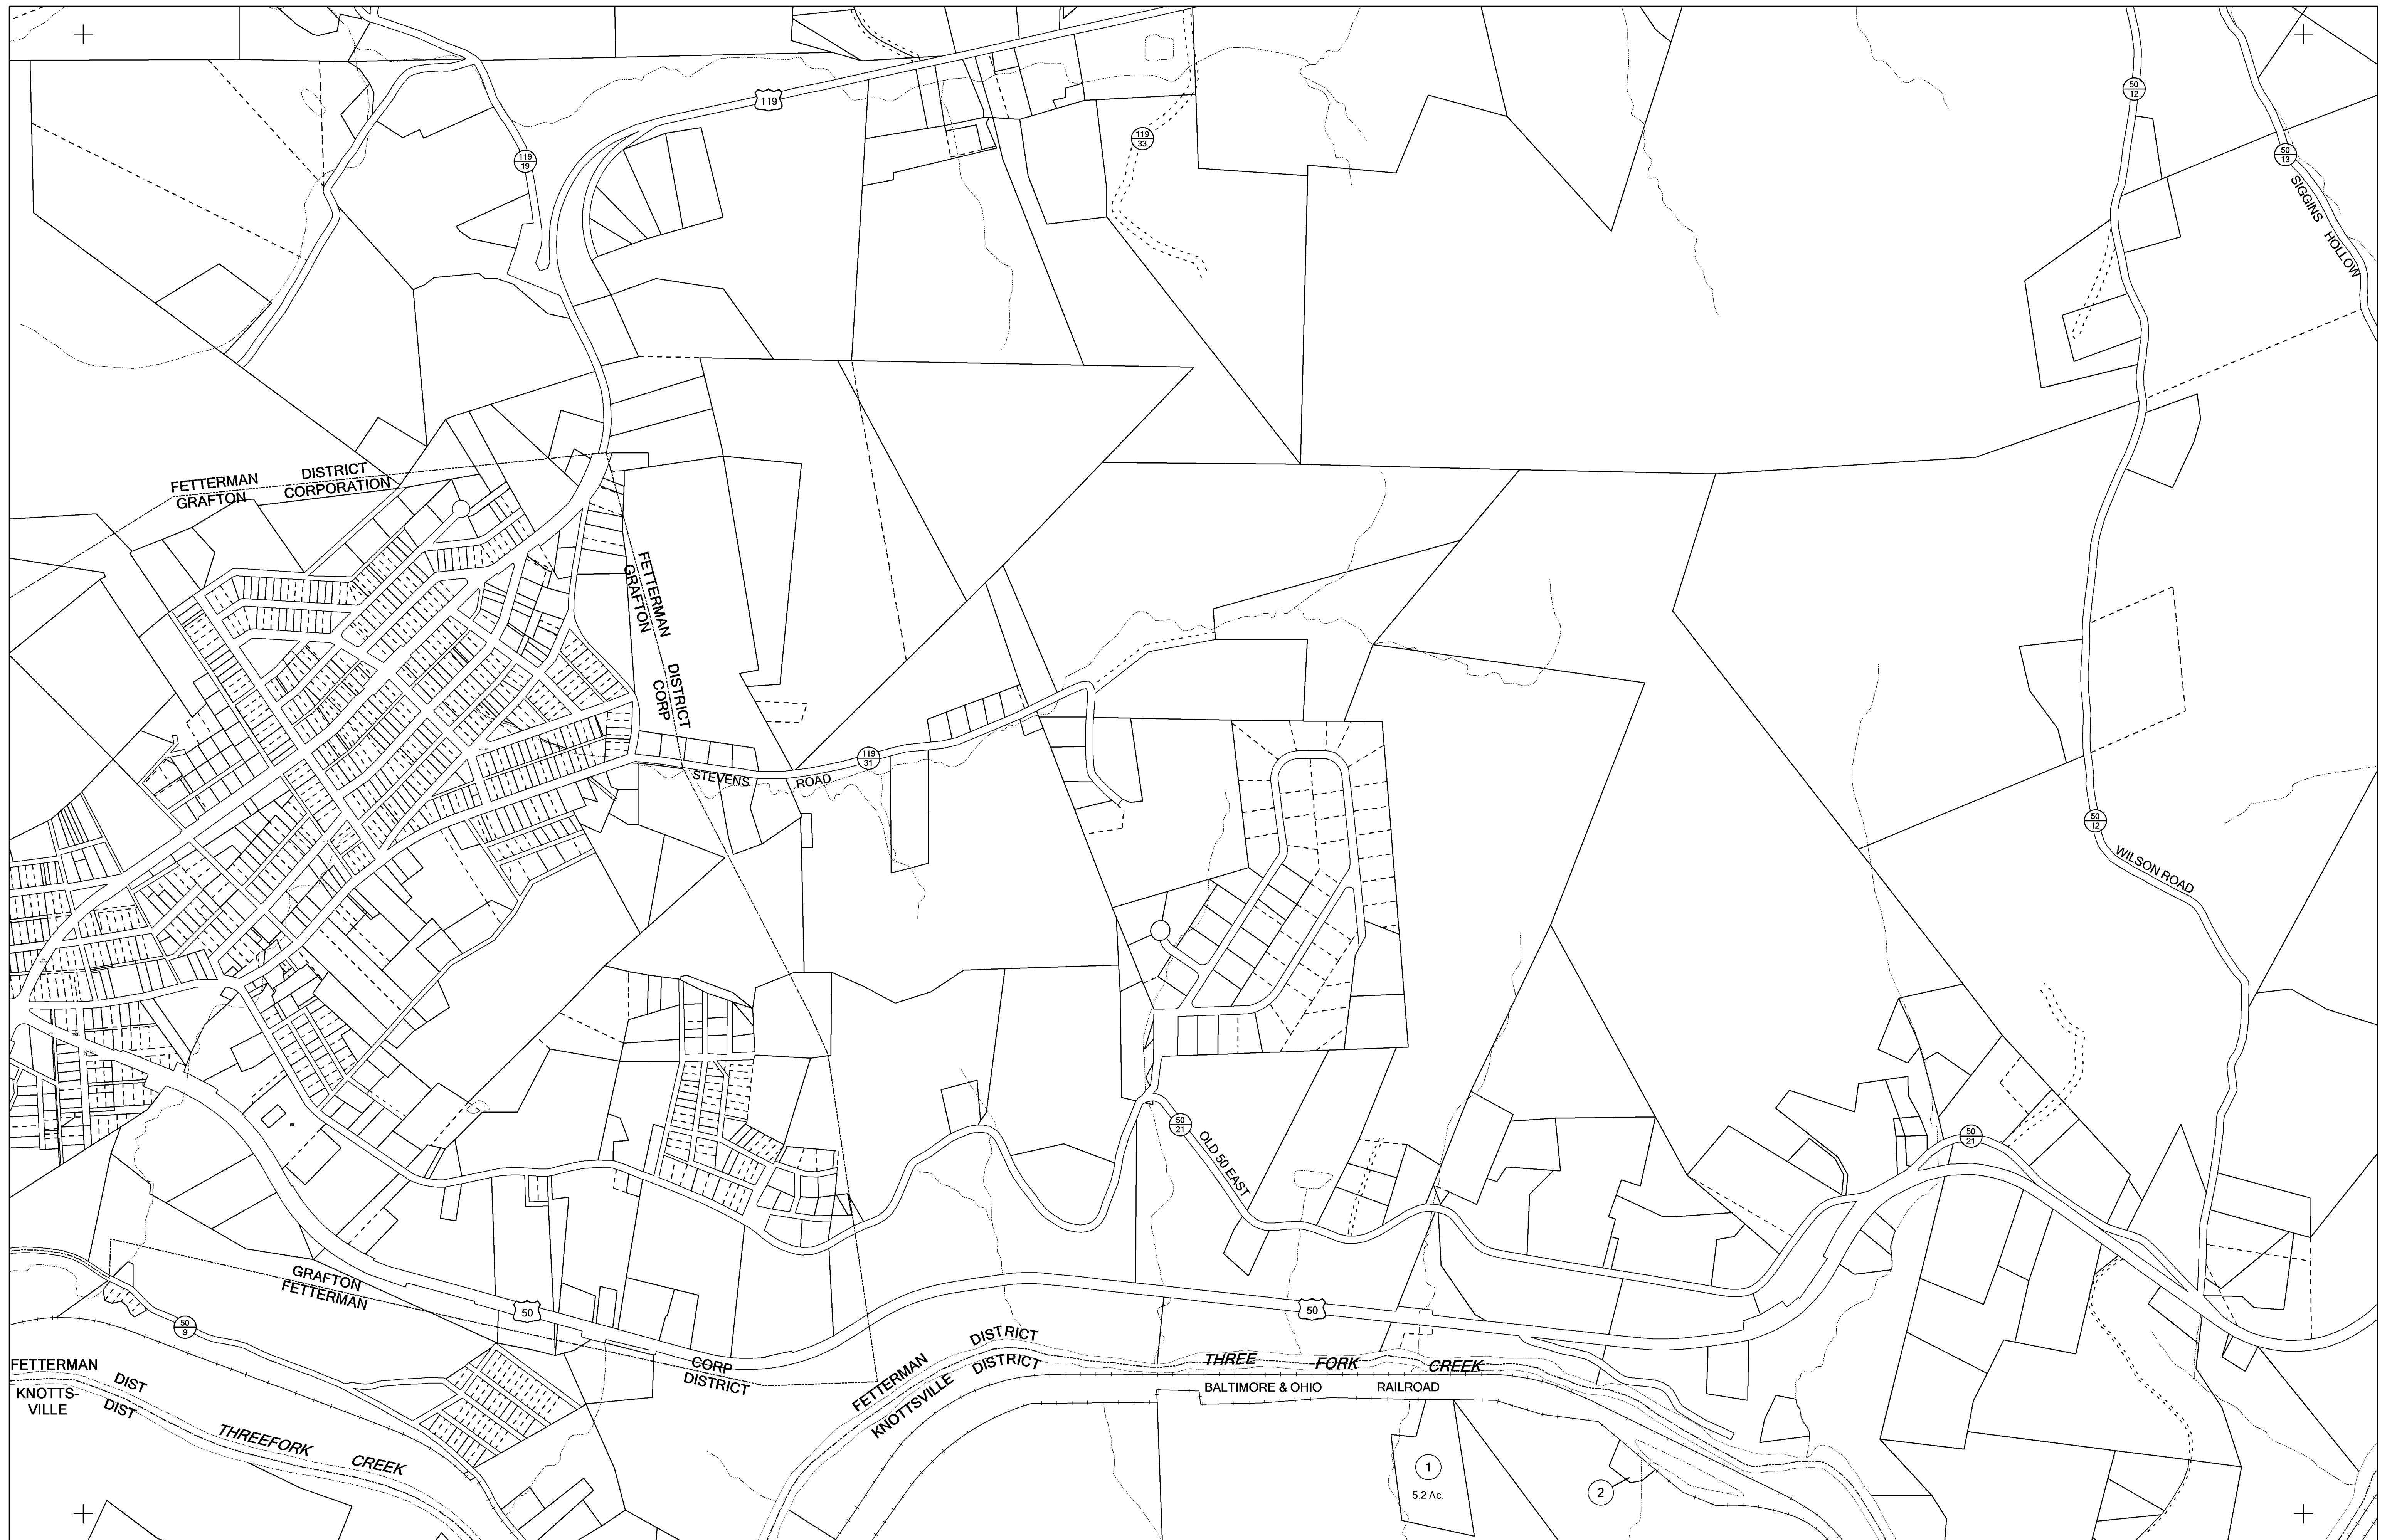 119
50
12
119
33
50
13
119
19
SIGGINS HOLLOW
FETTERMAN DISTRICT
GRAFTON CORPORATION
FETTERMAN DISTRICT
GRAFTON CORP
119
31
STEVENS ROAD
50
12
WILSON ROAD
50
21
OLD 50 EAST
50
21
GRAFTON CORP
FETTERMAN DISTRICT
50
50
50
9
FETTERMAN DISTRICT
KNOTTSVILLE DISTRICT
THREE FORK CREEK
BALTIMORE & OHIO RAILROAD
FETTERMAN DIST
KNOTTS-
VILLE DIST
THREEFORK CREEK
1
5.2 Ac.
2